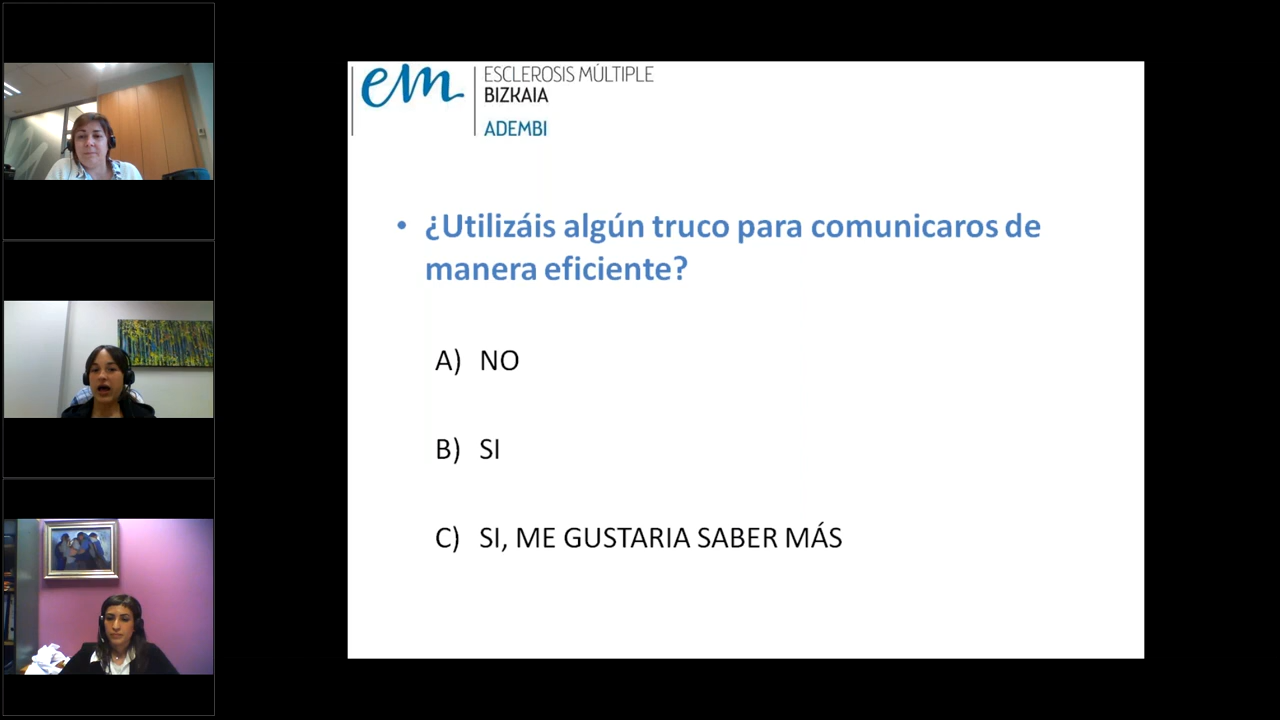 em
ESCLEROSIS MÚLTIPLE
BIZKAIA
ADEMBI
• ¿Utilizáis algún truco para comunicaros de
manera eficiente?
A) NO
B) SI
C) SI, ME GUSTARIA SABER MÁS